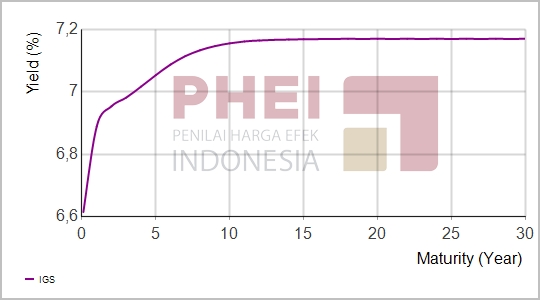 Yield (%)
7,2
7
6,8
6,6
PHEI
PENILAI HARGA EFEK
INDONESIA
0
5
10
15
20
25
30
Maturity (Year)
IGS